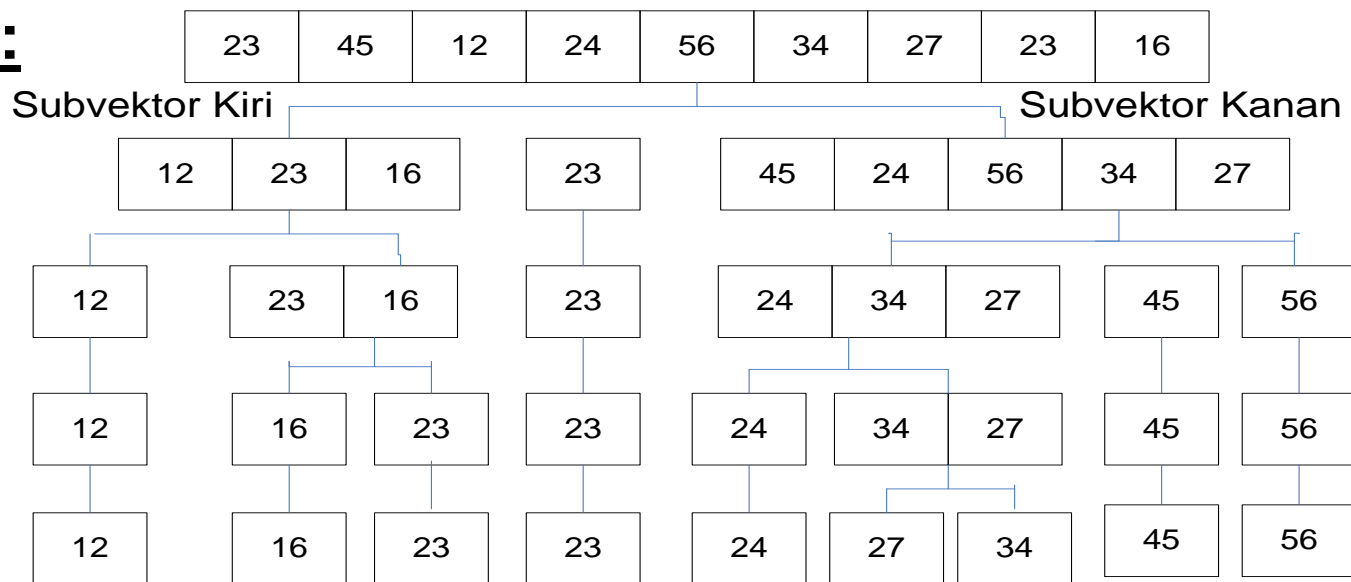 :
23 45 12 24 56 34 27 23 16
Subvektor Kiri Subvektor Kanan
12 23 16 23 45 24 56 34 27
12 23 16 23 24 34 27 45 56
12 16 23 23 24 34 27 45 56
12 16 23 23 24 27 34 45 56